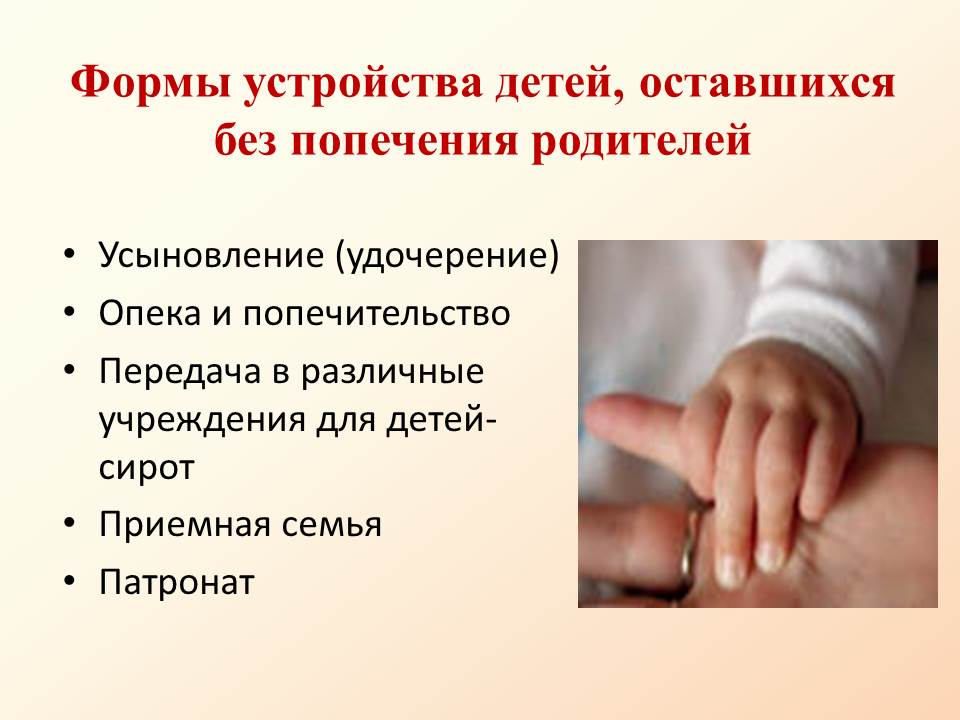 Формы устройства детей, оставшихся
без попечения родителей
• Усыновление (удочерение)
• Опека и попечительство
• Передача в различные
учреждения для детей-
сирот
• Приемная семья
• Патронат